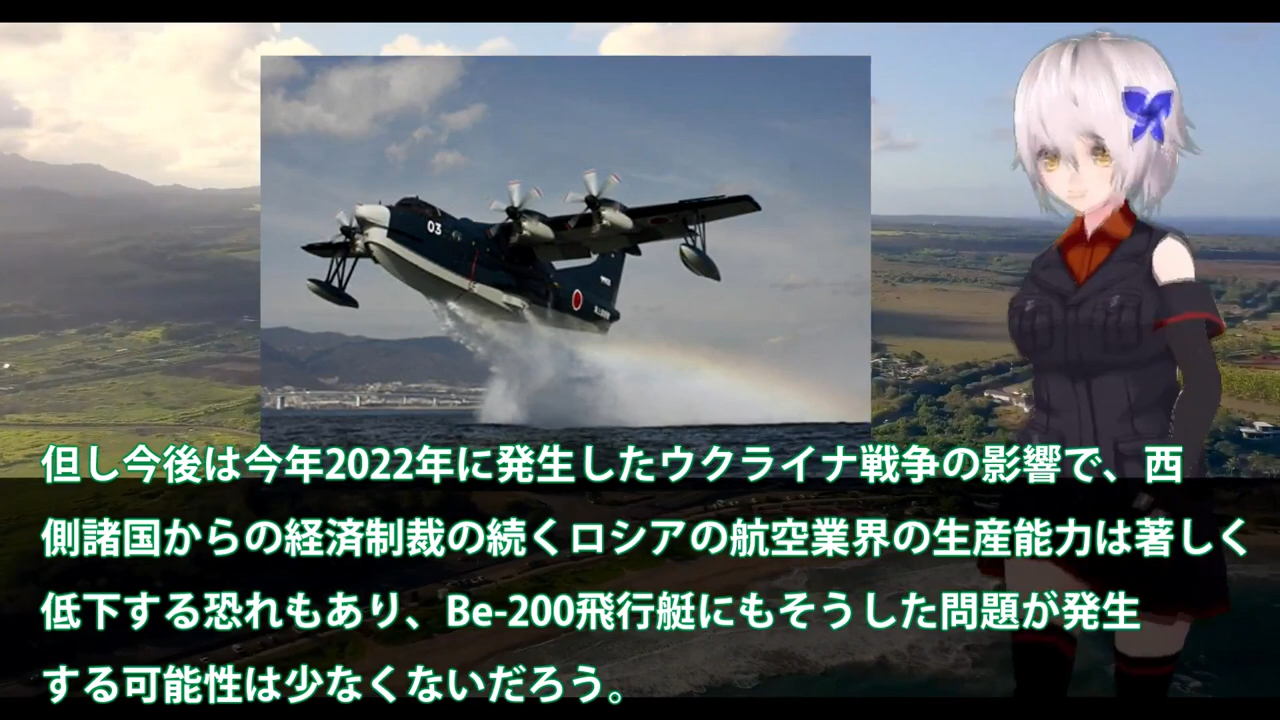 03
但し今後は今年2022年に発生したウクライナ戦争の影響で、西
側諸国からの経済制裁の続くロシアの航空業界の生産能力は著しく
低下する恐れもあり、Be-200飛行艇にもそうした問題が発生
する可能性は少なくないだろう。